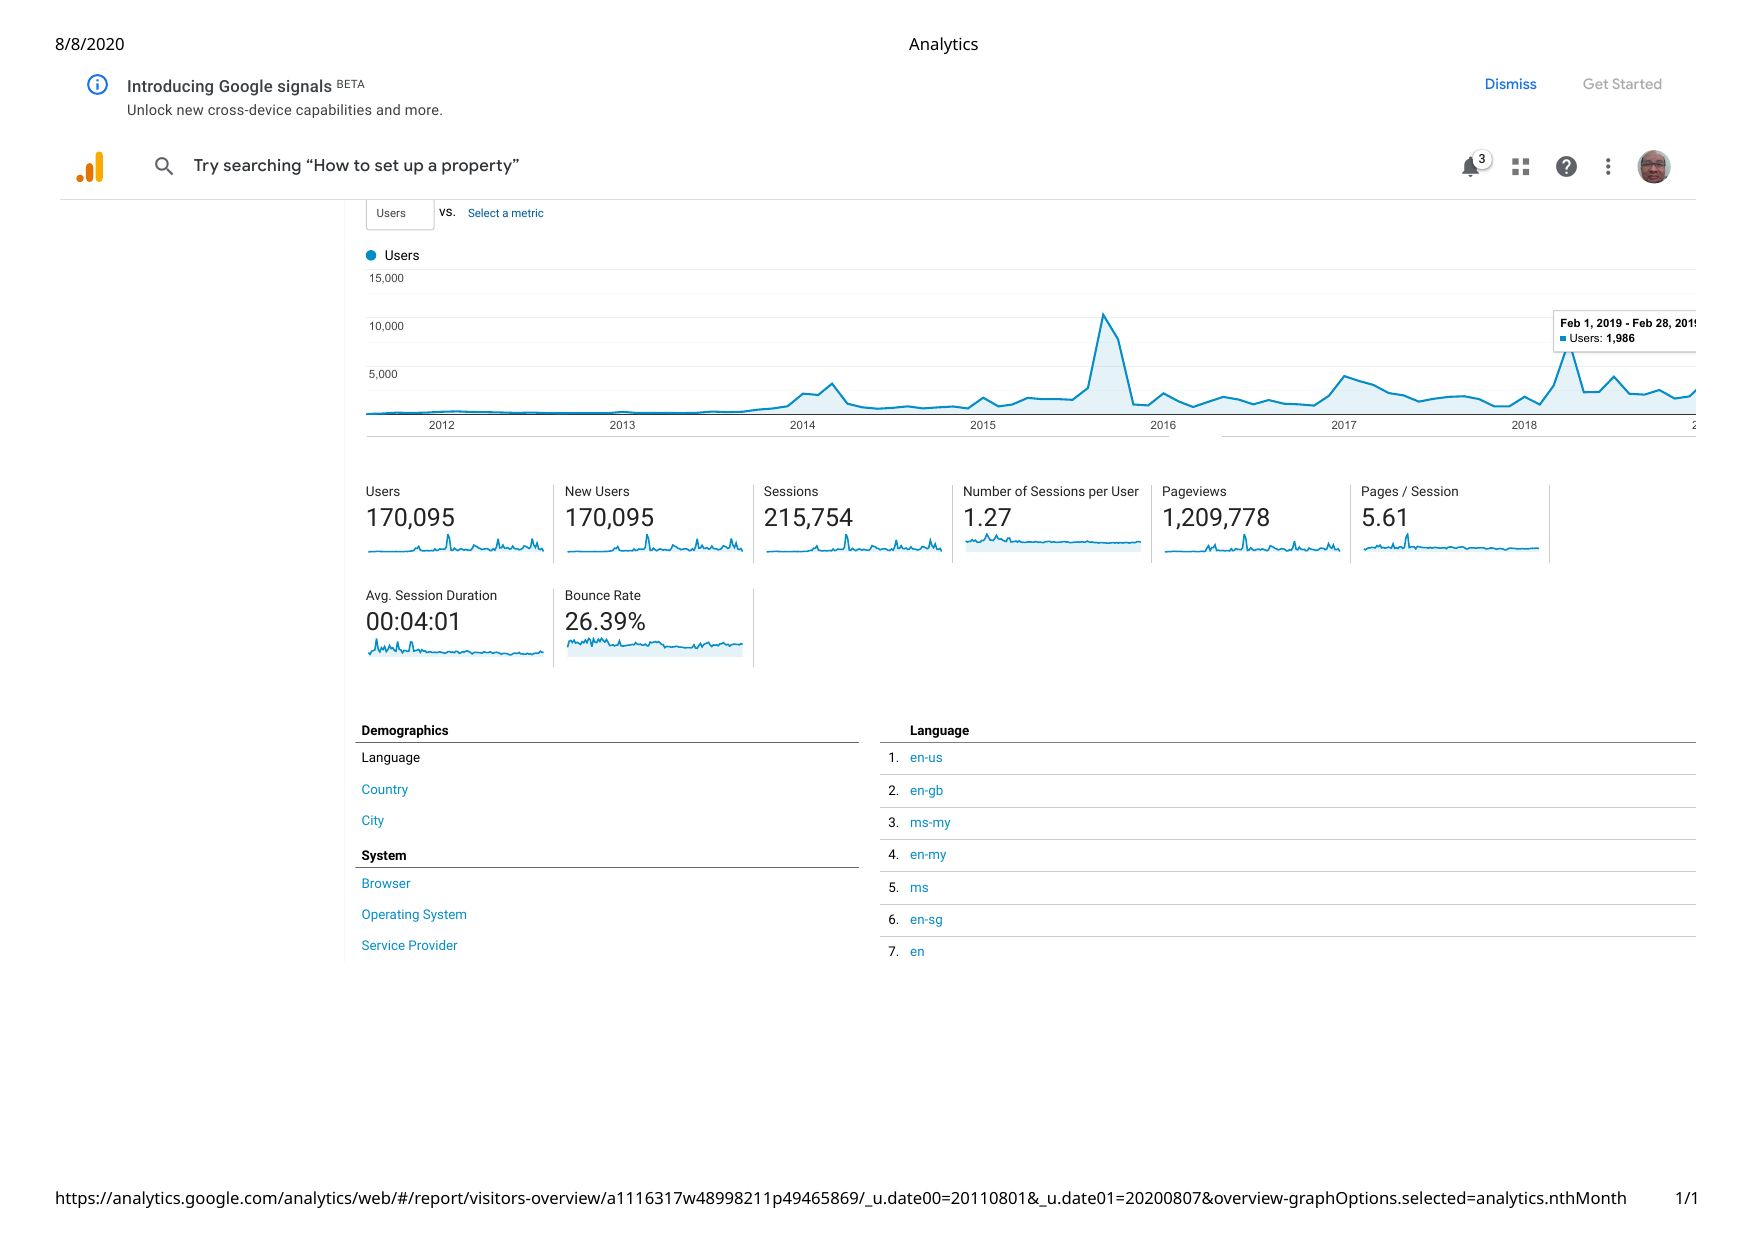 8/8/2020 Analytics
Introducing Google signals BETA
Dismiss Get Started
Unlock new cross-device capabilities and more.
Try searching “How to set up a property”
3
Users vs. Select a metric
Users
15,000
10,000
5,000
Feb 1, 2019 - Feb 28, 2019
Users: 1,986
2012 2013 2014 2015 2016 2017 2018 2
Users New Users Sessions Number of Sessions per User Pageviews Pages / Session
170,095 170,095 215,754 1.27 1,209,778 5.61
Avg. Session Duration Bounce Rate
00:04:01 26.39%
Demographics
Language
Country
City
System
Browser
Operating System
Service Provider
Language
1. en-us
2. en-gb
3. ms-my
4. en-my
5. ms
6. en-sg
7. en
https://analytics.google.com/analytics/web/#/report/visitors-overview/a1116317w48998211p49465869/_u.date00=20110801&_u.date01=20200807&overview-graphOptions.selected=analytics.nthMonth 1/1